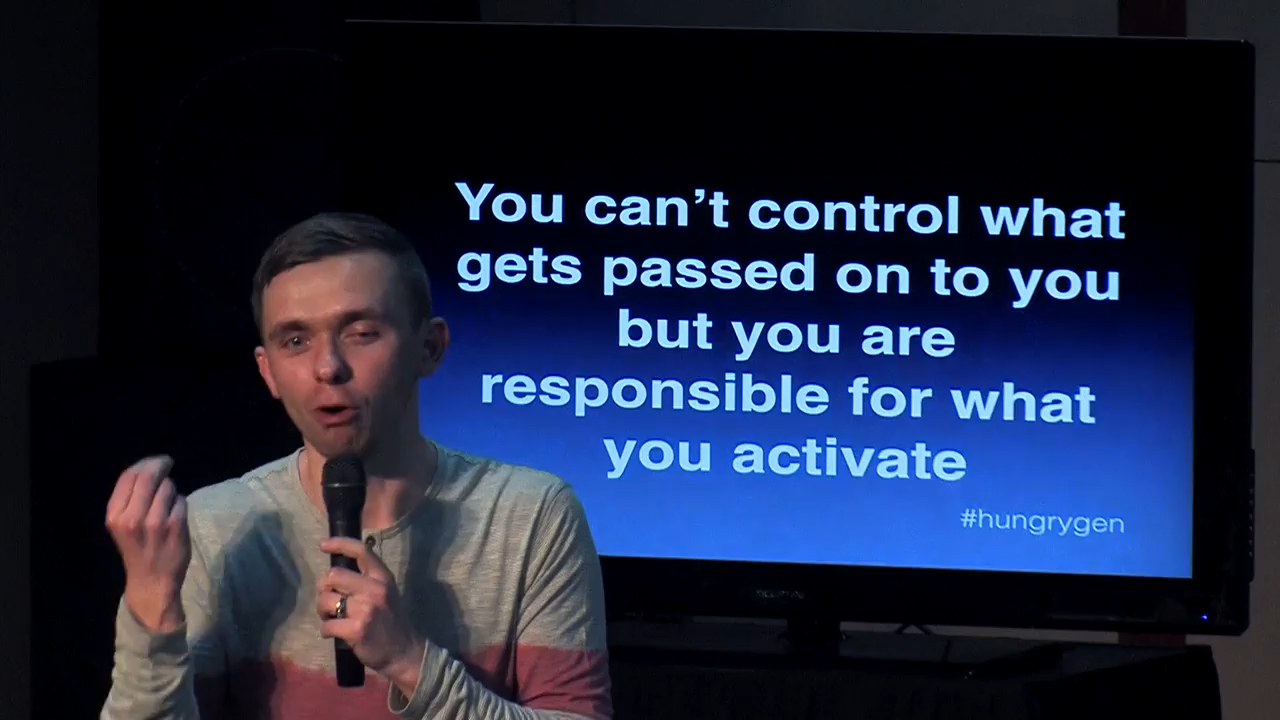 You can’t control what
gets passed on to you
but you are
responsible for what
you activate
#hungrygen